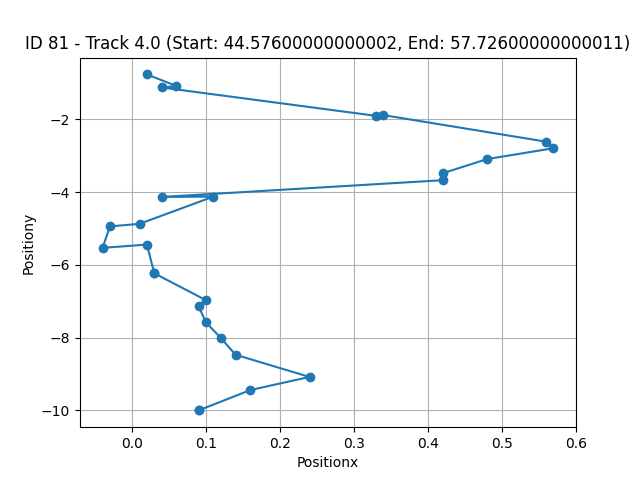 ID 81 - Track 4.0 (Start: 44.57600000000002, End: 57.72600000000011)
Positiony
−2
−4
−6
−8
−10
0.0 0.1 0.2 0.3 0.4 0.5 0.6
Positionx